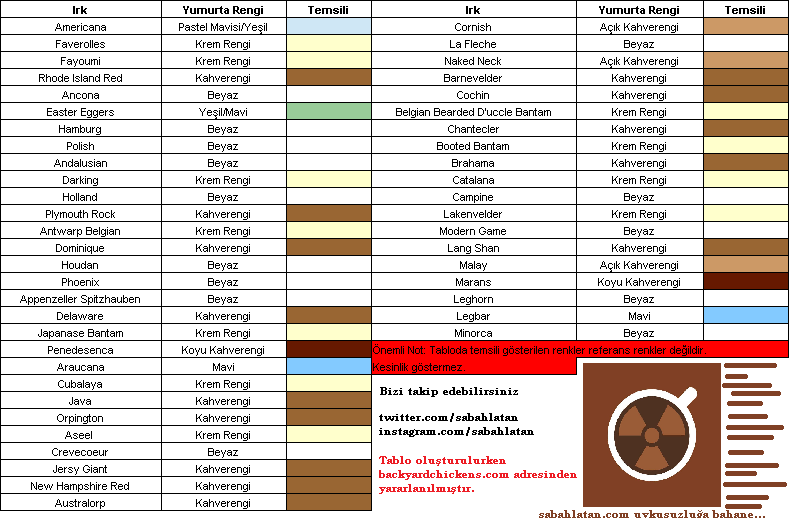 Irk Yumurta Rengi Temsili Irk Yumurta Rengi Temsili
Americana Pastel Mavisi/Yeşil Cornish Açık Kahverengi
Faverolles Krem Rengi La Fleche Beyaz
Fayoumi Krem Rengi Naked Neck Açık Kahverengi
Rhode Island Red Kahverengi Barnevelder Kahverengi
Ancona Beyaz Cochin Kahverengi
Easter Eggers Yeşil/Mavi Belgian Bearded D'uccle Bantam Krem Rengi
Hamburg Beyaz Chantecler Kahverengi
Polish Beyaz Booted Bantam Krem Rengi
Andalusian Beyaz Brahama Kahverengi
Darking Krem Rengi Catalana Krem Rengi
Holland Beyaz Campine Beyaz
Plymouth Rock Kahverengi Lakenvelder Krem Rengi
Antwarp Belgian Krem Rengi Modern Game Beyaz
Dominique Kahverengi Lang Shan Kahverengi
Houdan Beyaz Malay Açık Kahverengi
Phoenix Beyaz Marans Koyu Kahverengi
Appenzeller Spitzhauben Beyaz Leghorn Beyaz
Delaware Kahverengi Legbar Mavi
Japanase Bantam Krem Rengi Minorca Beyaz
Penedesenca Koyu Kahverengi Önemli Not: Tabloda temsili gösterilen renkler referans renkler değildir.
Araucana Mavi Kesinlik göstermez.
Cubalaya Krem Rengi
Java Kahverengi
Orpington Kahverengi
Aseel Krem Rengi
Crevecoeur Beyaz
Jersy Giant Kahverengi
New Hampshire Red Kahverengi
Australorp Kahverengi
Bizi takip edebilirsiniz
twitter.com/sabahlatan
instagram.com/sabahlatan
Tablo oluşturulurken
backyardchickens.com adresinden
yararlanılmıştır.
sabahlatan.com uykusuzluğa bahane...